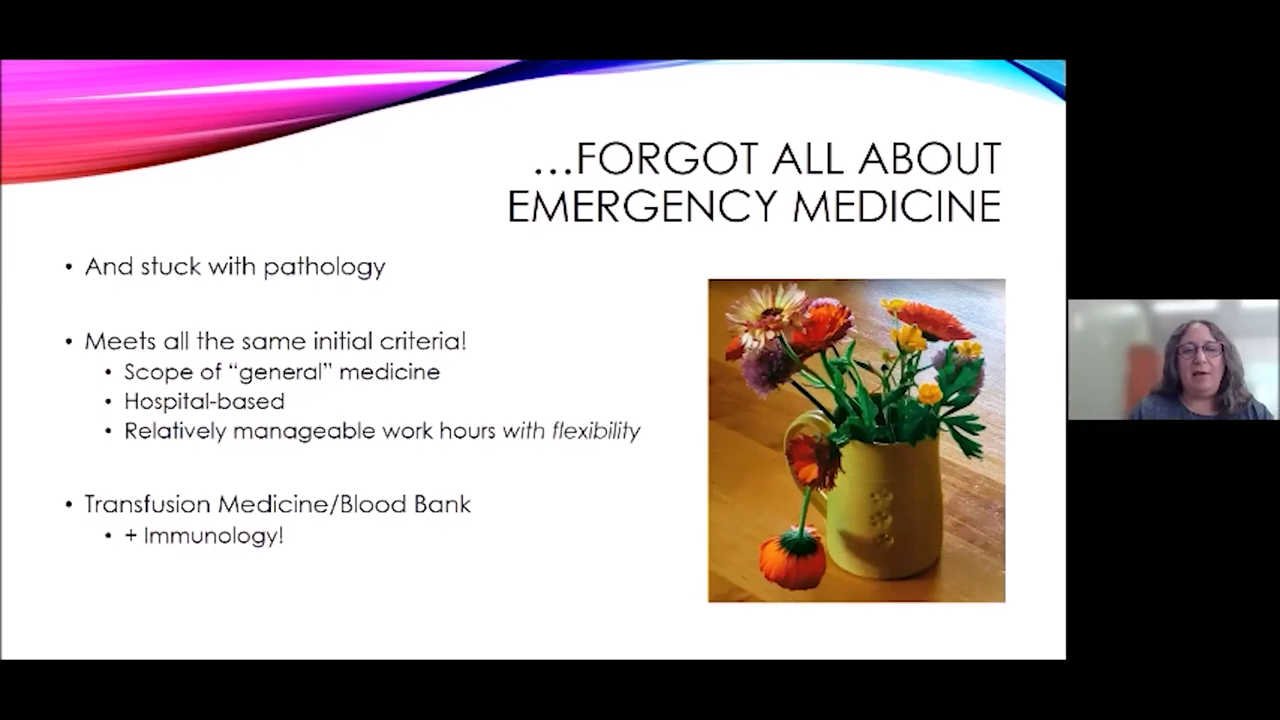 ...FORGOT ALL ABOUT
EMERGENCY MEDICINE
• And stuck with pathology
• Meets all the same initial criteria!
• Scope of “general” medicine
• Hospital-based
• Relatively manageable work hours with flexibility
• Transfusion Medicine/Blood Bank
• + Immunology!